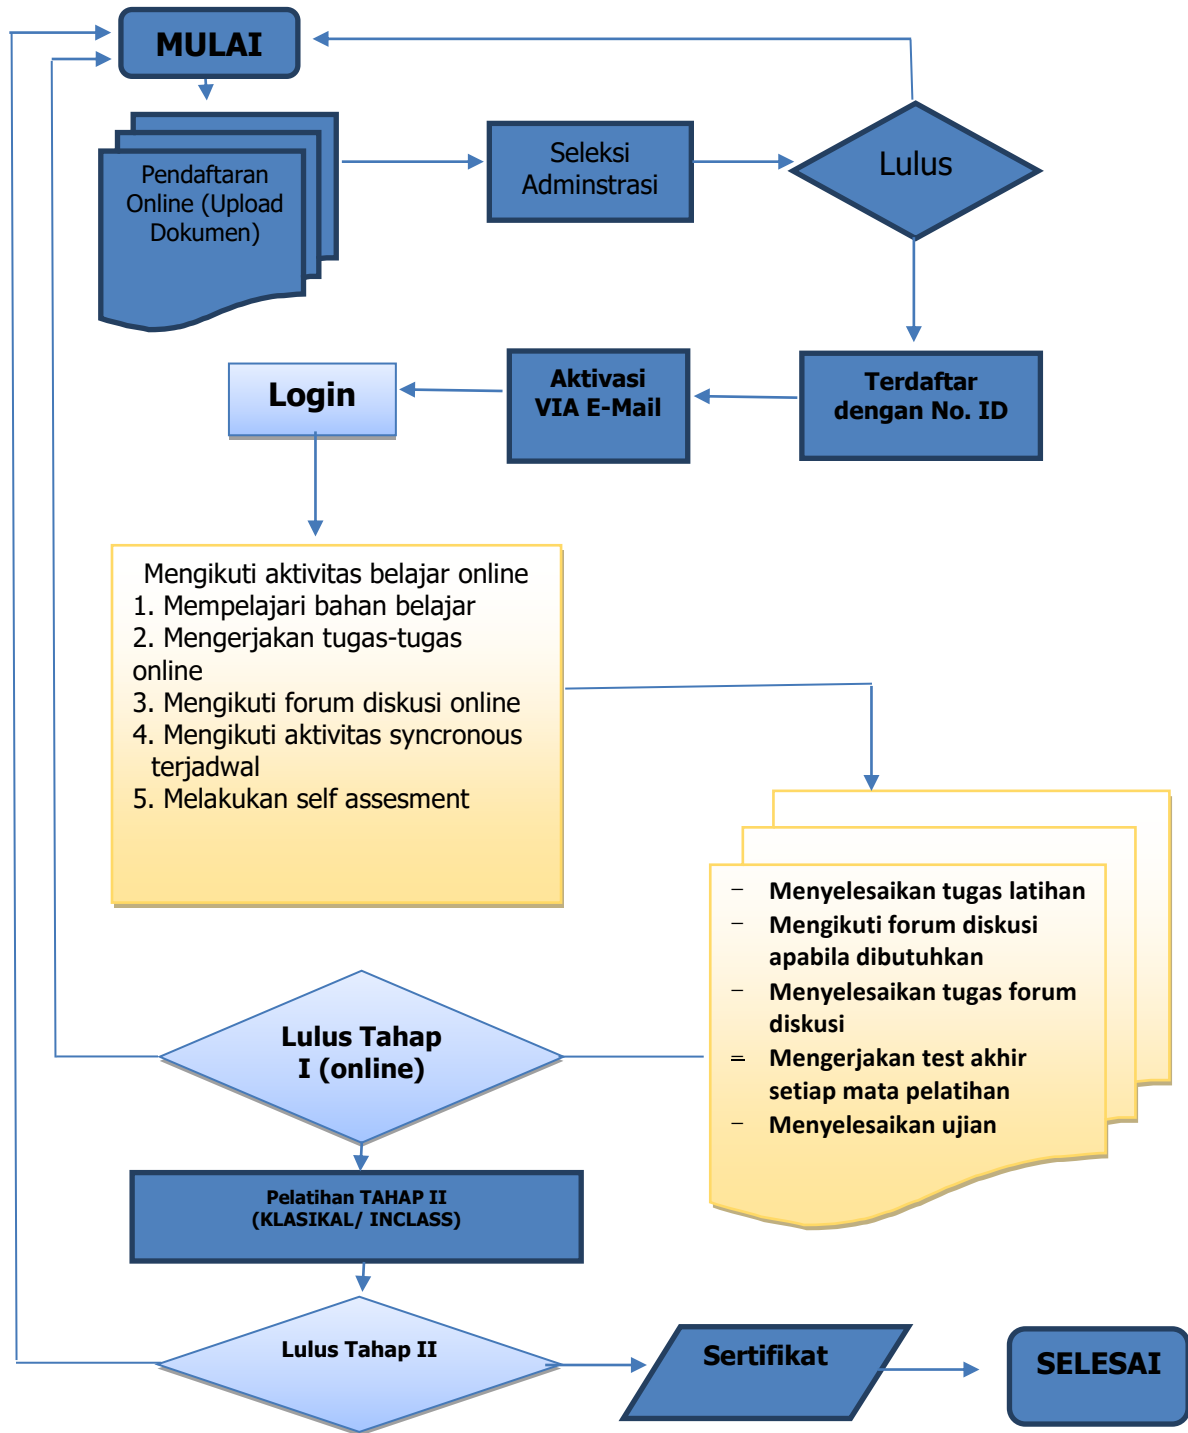 MULAI
Pendaftaran
Online (Upload
Dokumen)
Seleksi
Adminstrasi
Lulus
Terdaftar
dengan No. ID
Aktivasi
VIA E-Mail
Login
Mengikuti aktivitas belajar online
1. Mempelajari bahan belajar
2. Mengerjakan tugas-tugas
online
3. Mengikuti forum diskusi online
4. Mengikuti aktivitas syncronous
terjadwal
5. Melakukan self assesment
− Menyelesaikan tugas latihan
− Mengikuti forum diskusi
apabila dibutuhkan
− Menyelesaikan tugas forum
diskusi
= Mengerjakan test akhir
setiap mata pelatihan
− Menyelesaikan ujian
Lulus Tahap
I (online)
Pelatihan TAHAP II
(KLASIKAL/ INCLASS)
Lulus Tahap II
Sertifikat
SELESAI